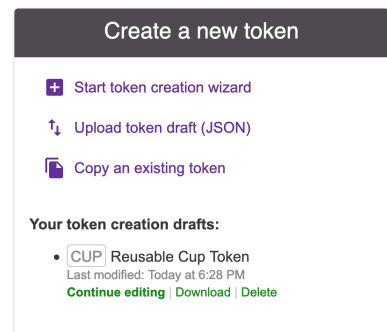 Create a new token
Start token creation wizard
Upload token draft (JSON)
Copy an existing token
Your token creation drafts:
• CUP Reusable Cup Token
Last modified: Today at 6:28 PM
Continue editing | Download | Delete